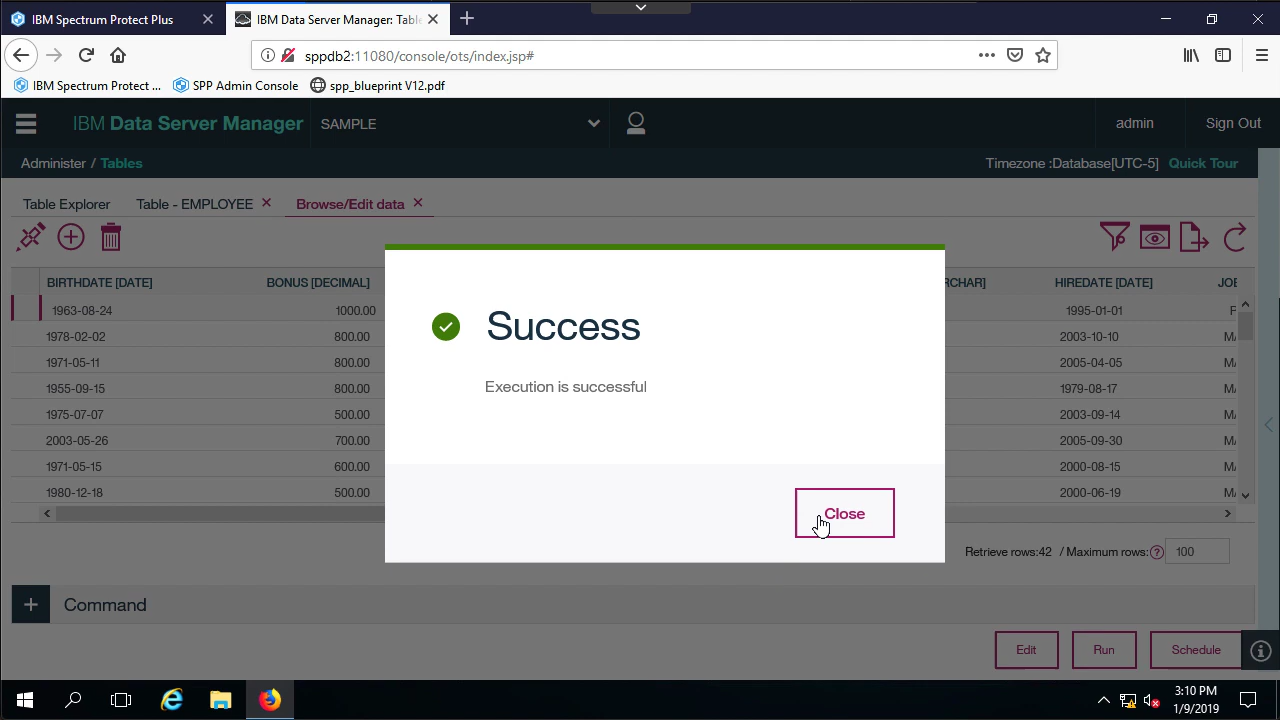 IBM Spectrum Protect Plus
IBM Data Server Manager: Table
sppdb2:11080/console/ots/index.jsp#
IBM Spectrum Protect ... SPP Admin Console spp_blueprint V12.pdf
IBM Data Server Manager SAMPLE admin Sign Out
Administer / Tables Timezone :Database[UTC-5] Quick Tour
Table Explorer Table - EMPLOYEE Browse/Edit data
BIRTHDATE [DATE] BONUS [DECIMAL] RCHAR] HIREDATE [DATE] JOE
1963-08-24 1000.00 1995-01-01
1978-02-02 800.00 2003-10-10
1971-05-11 800.00 2005-04-05
1955-09-15 800.00 1979-08-17
1975-07-07 500.00 2003-09-14
2003-05-26 700.00 2005-09-30
1971-05-15 600.00 2000-08-15
1980-12-18 500.00 2000-06-19
Success
Execution is successful
Close
Retrieve rows:42 / Maximum rows: ? 100
+ Command
Edit Run Schedule
3:10 PM
1/9/2019